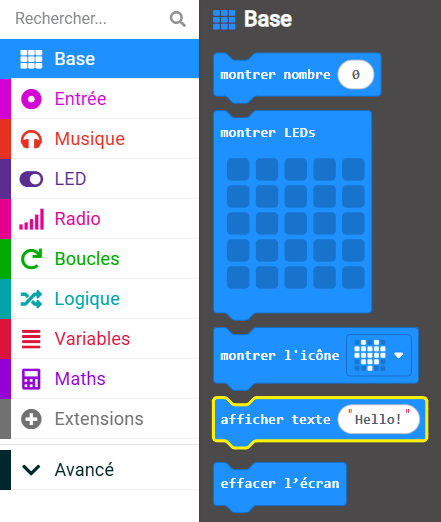 Rechercher...
Base
Entrée
Musique
LED
Radio
Boucles
Logique
Variables
Maths
Extensions
Avancé
Base
montrer nombre 0
montrer LEDs
montrer l'icône
afficher texte "Hello!"
effacer l’écran